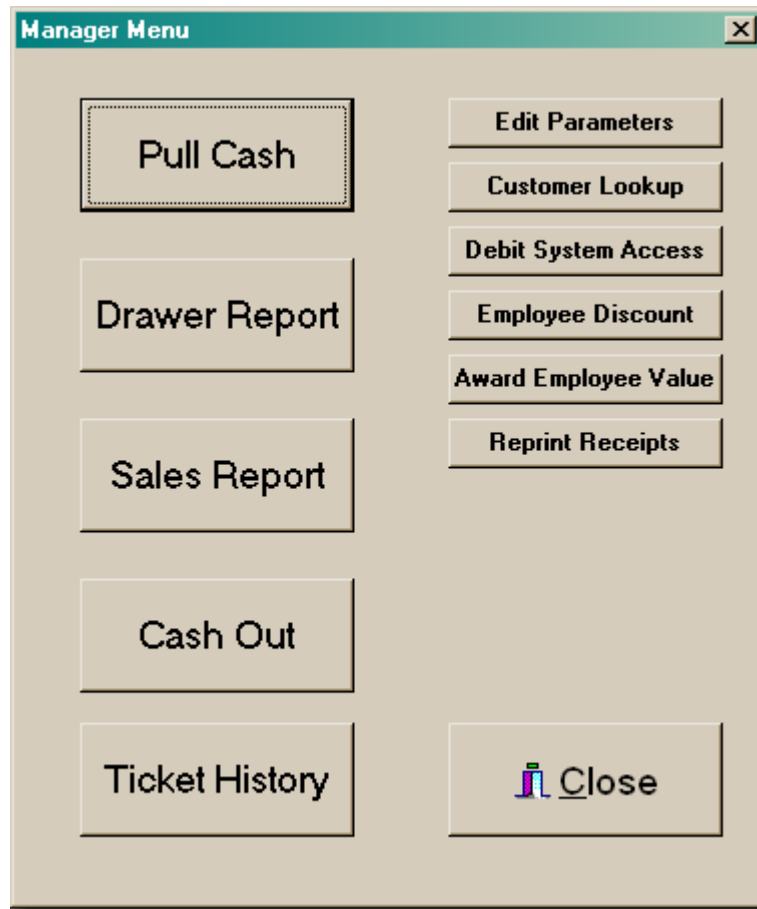 Manager Menu
Pull Cash
Drawer Report
Sales Report
Cash Out
Ticket History
Edit Parameters
Customer Lookup
Debit System Access
Employee Discount
Award Employee Value
Reprint Receipts
Close